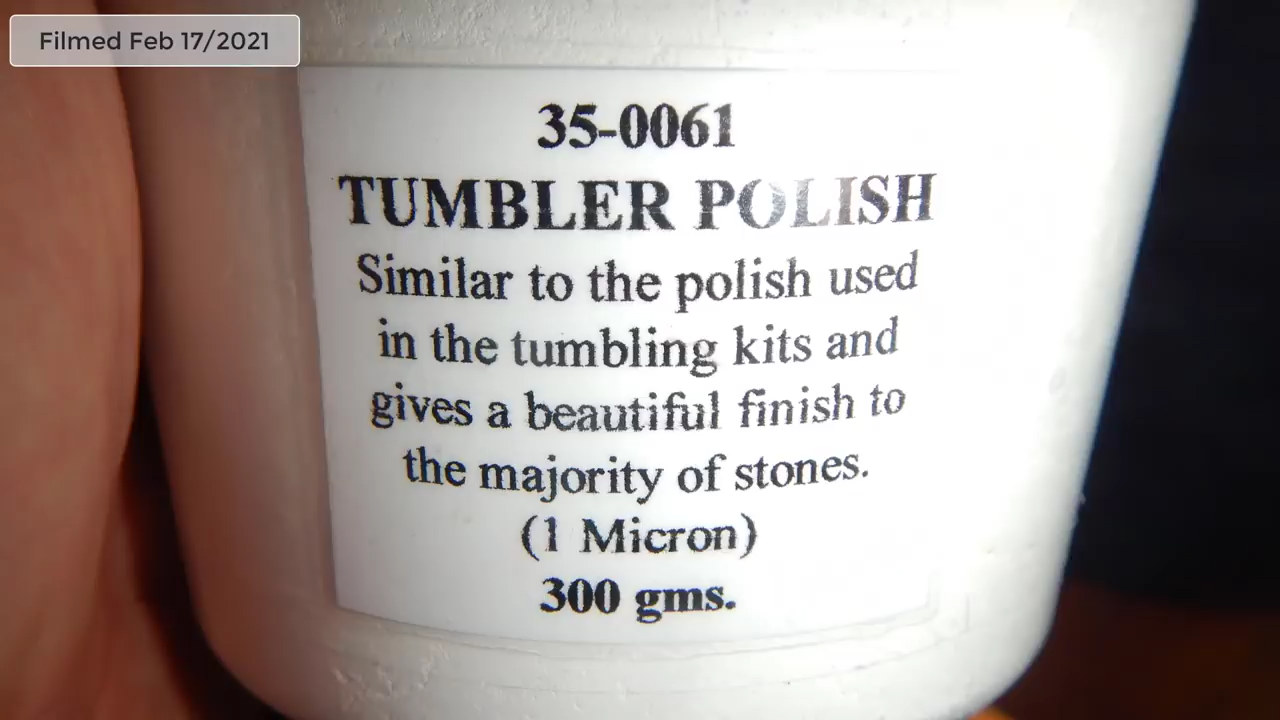 Filmed Feb 17/2021
35-0061
TUMBLER POLISH
Similar to the polish used
in the tumbling kits and
gives a beautiful finish to
the majority of stones.
(1 Micron)
300 gms.